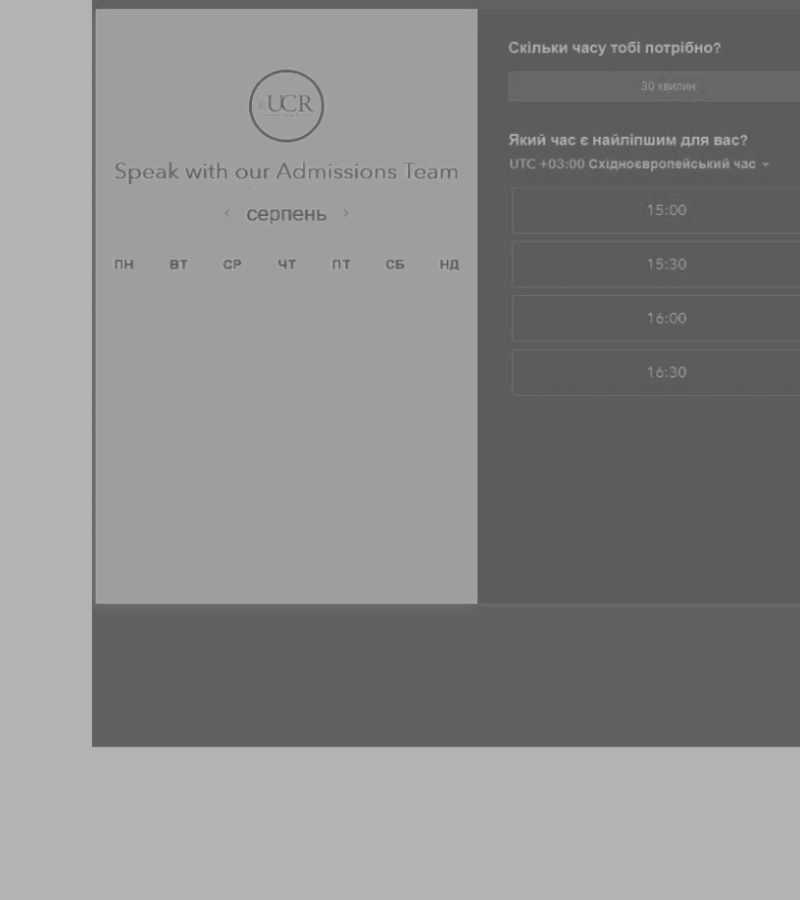 UCR
Speak with our Admissions Team
< серпень >
ПН ВТ СР ЧТ ПТ СБ НД
Скільки часу тобі потрібно?
30 хвилин
Який час є найліпшим для вас?
UTC +03:00 Східноєвропейський час
15:00
15:30
16:00
16:30